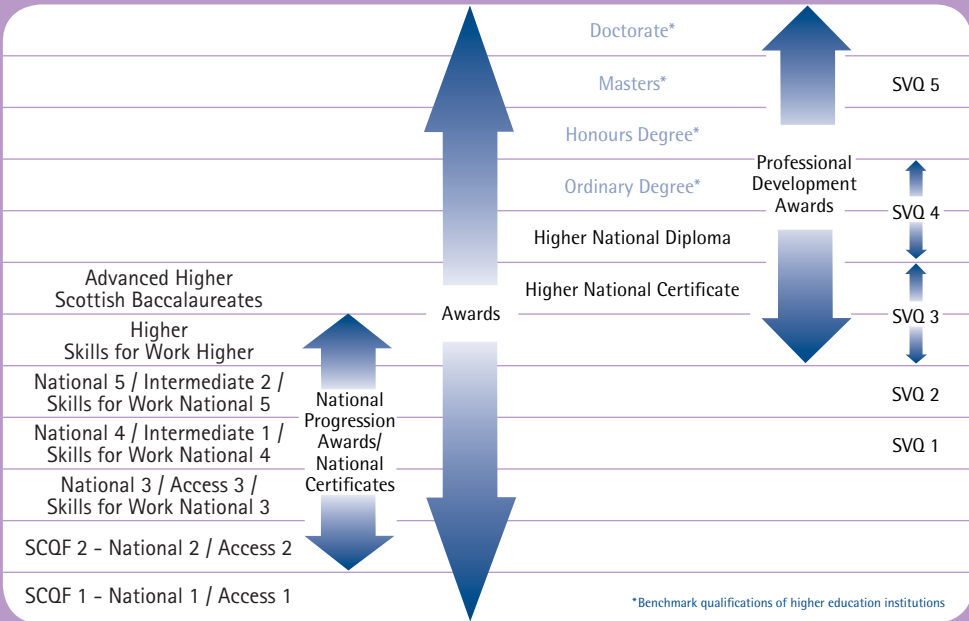 Doctorate*
Masters*
SVQ 5
Honours Degree*
Ordinary Degree*
Professional
Development
Awards
SVQ 4
Higher National Diploma
Advanced Higher
Scottish Baccalaureates
Higher National Certificate
Awards
SVQ 3
Higher
Skills for Work Higher
National 5 / Intermediate 2 /
Skills for Work National 5
SVQ 2
National
Progression
Awards/
National
Certificates
National 4 / Intermediate 1 /
Skills for Work National 4
SVQ 1
National 3 / Access 3 /
Skills for Work National 3
SCQF 2 - National 2 / Access 2
SCQF 1 - National 1 / Access 1
*Benchmark qualifications of higher education institutions